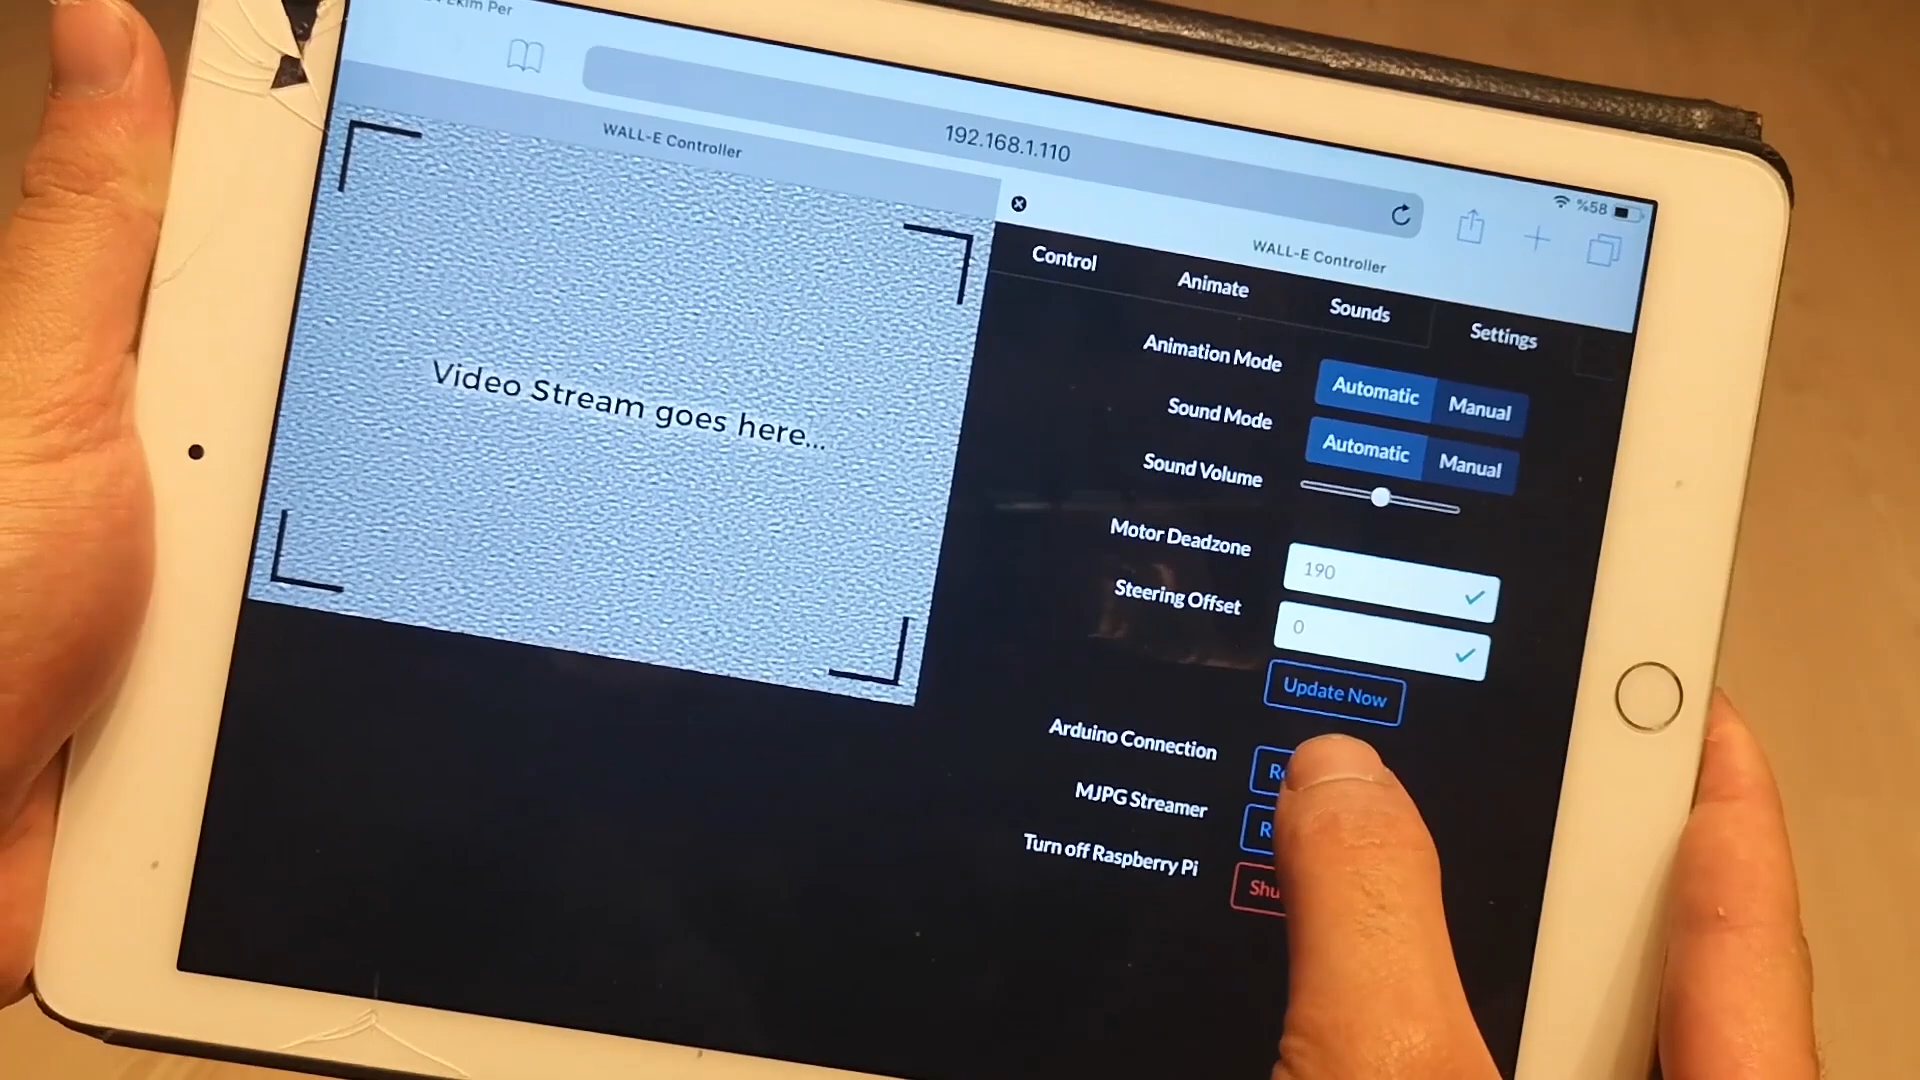 Ekim Per
192.168.1.110
%58
WALL-E Controller
WALL-E Controller
Control
Animate
Sounds
Settings
Video Stream goes here...
Animation Mode
Automatic
Manual
Sound Mode
Automatic
Manual
Sound Volume
Motor Deadzone
190
Steering Offset
0
Update Now
Arduino Connection
MJPG Streamer
Turn off Raspberry Pi